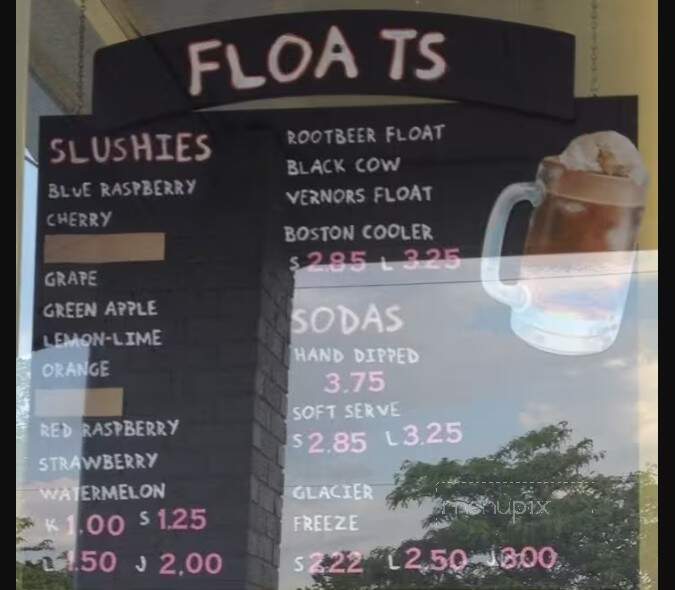 FLOATS
SLUSHIES
BLUE RASPBERRY
CHERRY
GRAPE
GREEN APPLE
LEMON-LIME
ORANGE
RED RASPBERRY
STRAWBERRY
WATERMELON
K 1.00 S 1.25
L 1.50 J 2.00
ROOTBEER FLOAT
BLACK COW
VERNORS FLOAT
BOSTON COOLER
S 2.85 L 3.25
SODAS
HAND DIPPED
3.75
SOFT SERVE
S 2.85 L 3.25
GLACIER
FREEZE
S 2.22 L 2.50 J 300
menupix